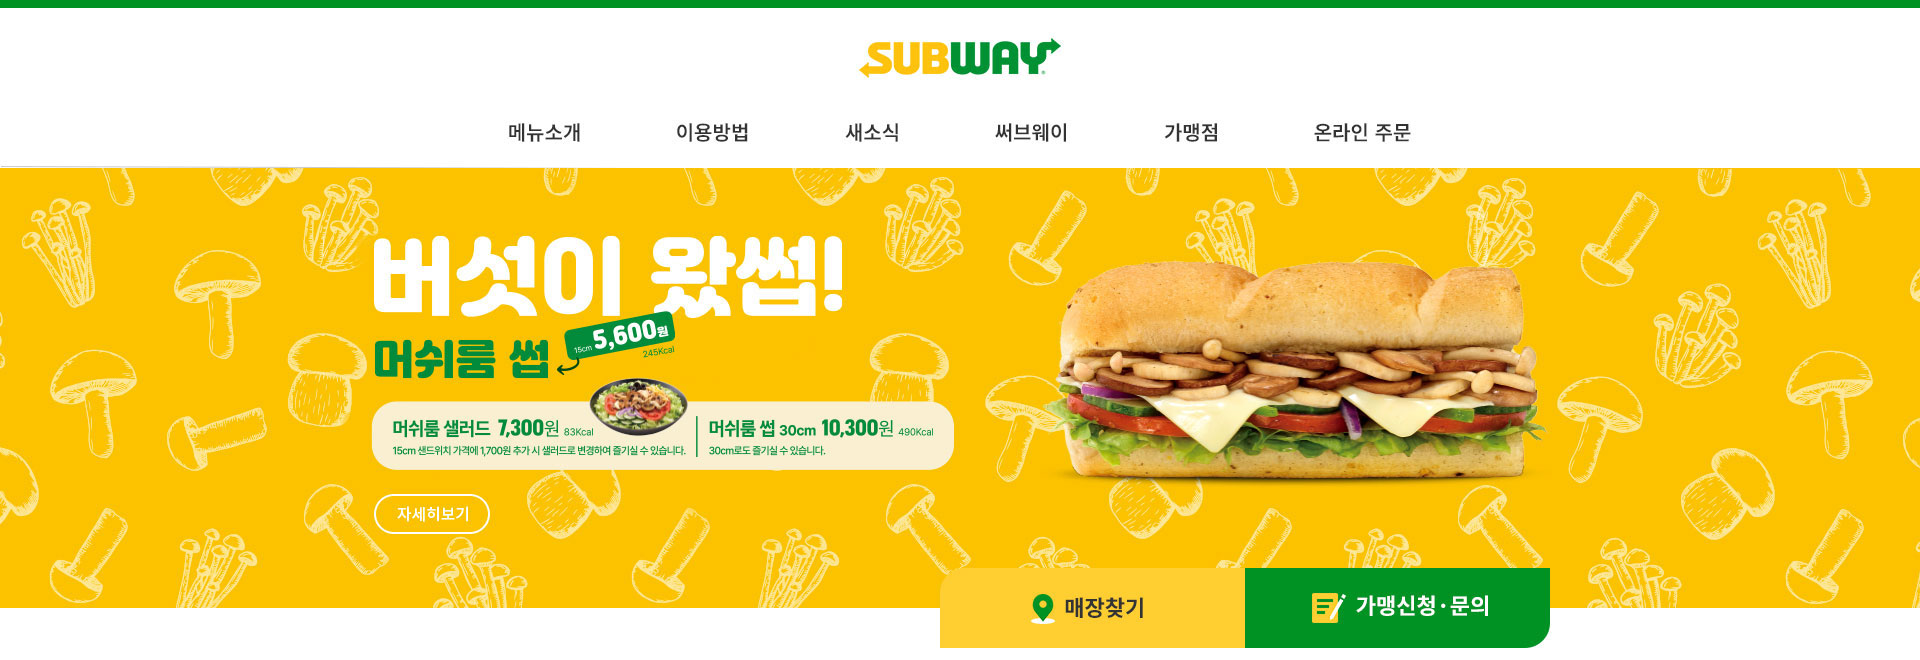 SUBWAY
메뉴소개 이용방법 새소식 써브웨이 가맹점 온라인 주문
버섯이 왔썹!
머쉬룸 썹 15cm 5,600원
245Kcal
머쉬룸 샐러드 7,300원 83Kcal
15cm 샌드위치 가격에 1,700원 추가 시 샐러드로 변경하여 즐기실 수 있습니다.
머쉬룸 썹 30cm 10,300원 490Kcal
30cm로도 즐기실 수 있습니다.
자세히보기
매장찾기
가맹신청·문의